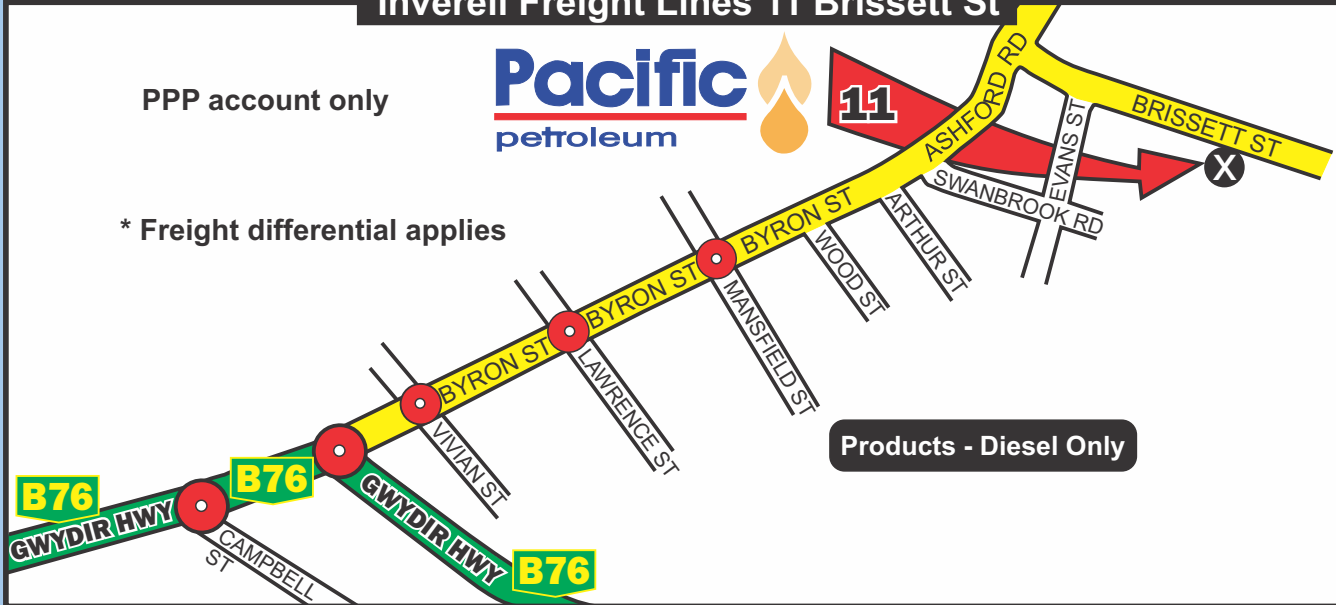 Inverell Freight Lines 11 Brissett St
PPP account only
Pacific
petroleum
* Freight differential applies
11
ASHFORD RD
BRISSETT ST
EVANS ST
X
SWANBROOK RD
BYRON ST
ARTHUR ST
WOOD ST
BYRON ST
MANSFIELD ST
BYRON ST
LAWRENCE ST
VIVIAN ST
Products - Diesel Only
B76
B76
GWYDIR HWY
GWYDIR HWY
CAMPBELL
ST
B76